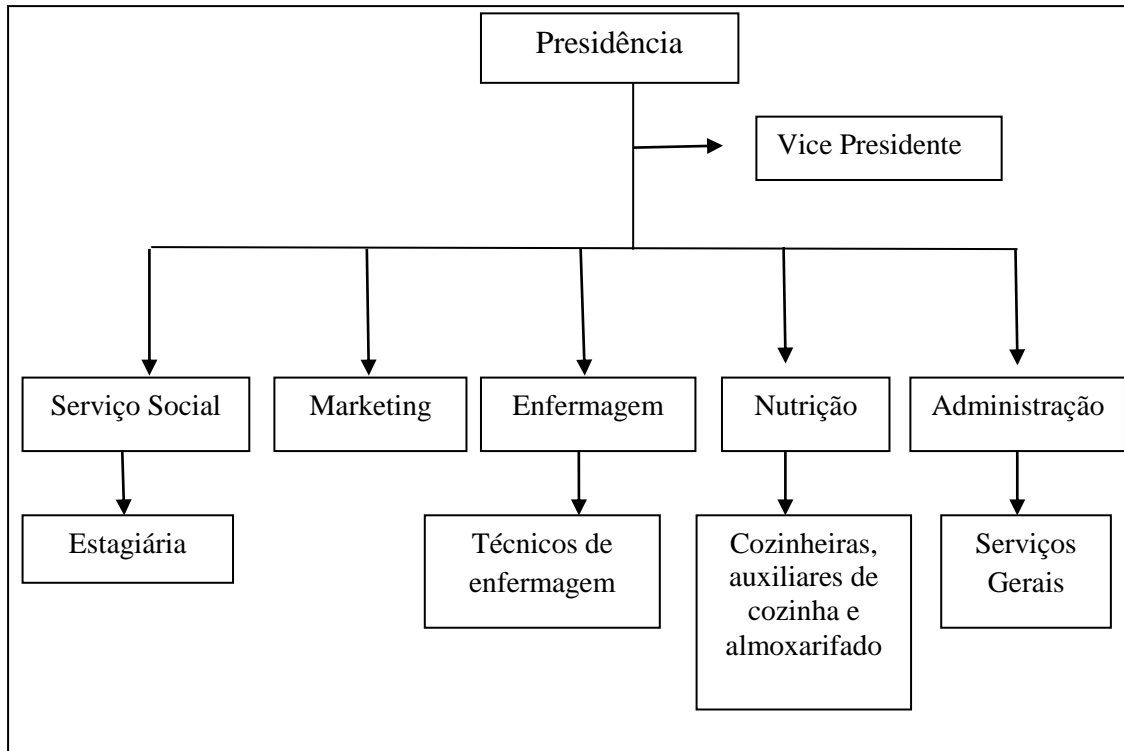 Presidência
Vice Presidente
Serviço Social
Marketing
Enfermagem
Nutrição
Administração
Estagiária
Técnicos de
enfermagem
Cozinheiras,
auxiliares de
cozinha e
almoxarifado
Serviços
Gerais